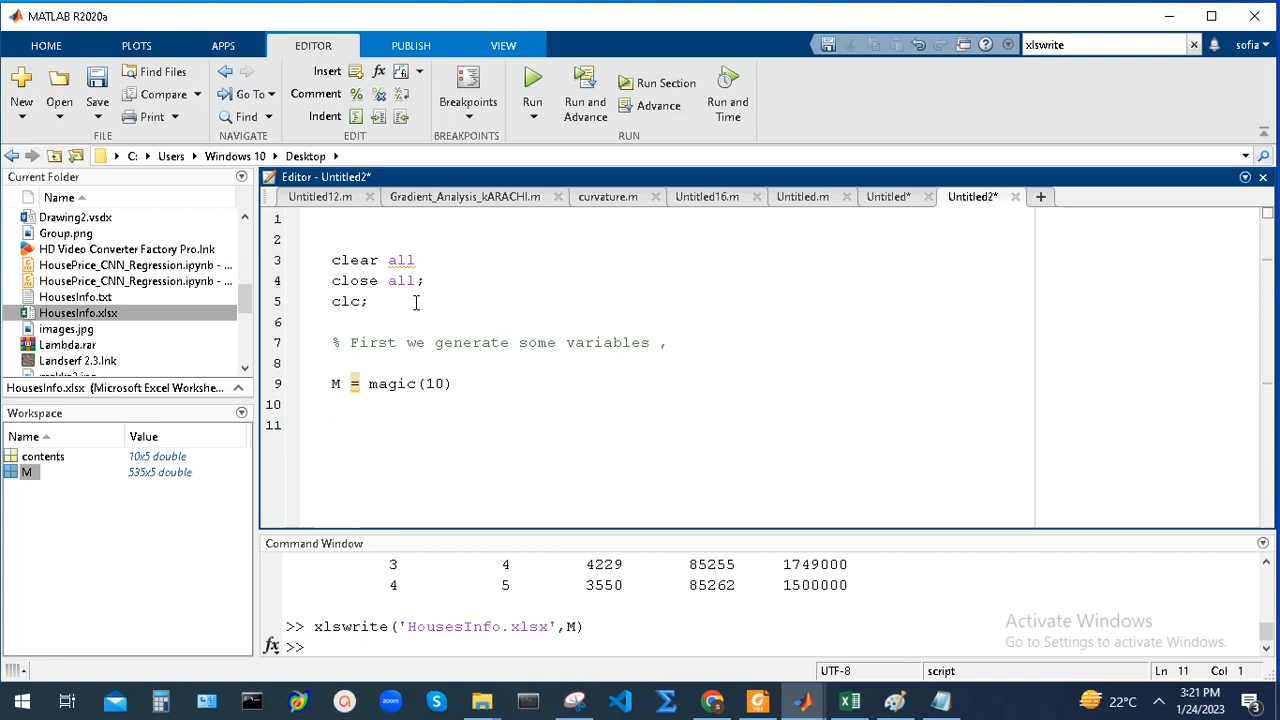 MATLAB R2020a
HOME PLOTS APPS EDITOR PUBLISH VIEW xlswrite sofia
New Open Save Find Files Compare Print
FILE
Go To Find
NAVIGATE
Insert fx
Comment
Indent
EDIT
Breakpoints
BREAKPOINTS
Run Run and Advance Run Section Advance Run and Time
RUN
C: Users Windows 10 Desktop
Current Folder
Name
Drawing2.vsdx
Group.png
HD Video Converter Factory Pro.lnk
HousePrice_CNN_Regression.ipynb - ...
HousePrice_CNN_Regression.ipynb - ...
HousesInfo.txt
HousesInfo.xlsx
images.jpg
Lambda.rar
Landserf 2.3.lnk
HousesInfo.xlsx (Microsoft Excel Workshe...
Workspace
Name Value
contents 10x5 double
M 535x5 double
Editor - Untitled2*
Untitled12.m Gradient_Analysis_kARACHI.m curvature.m Untitled16.m Untitled.m Untitled* Untitled2*
1
2
3 clear all
4 close all;
5 clc;
6
7 % First we generate some variables ,
8
9 M = magic(10)
10
11
Command Window
3 4 4229 85255 1749000
4 5 3550 85262 1500000
>> xlswrite('HousesInfo.xlsx',M)
fx >>
Activate Windows
Go to Settings to activate Windows.
UTF-8 script Ln 11 Col 1
zoom
22°C 3:21 PM
1/24/2023
3